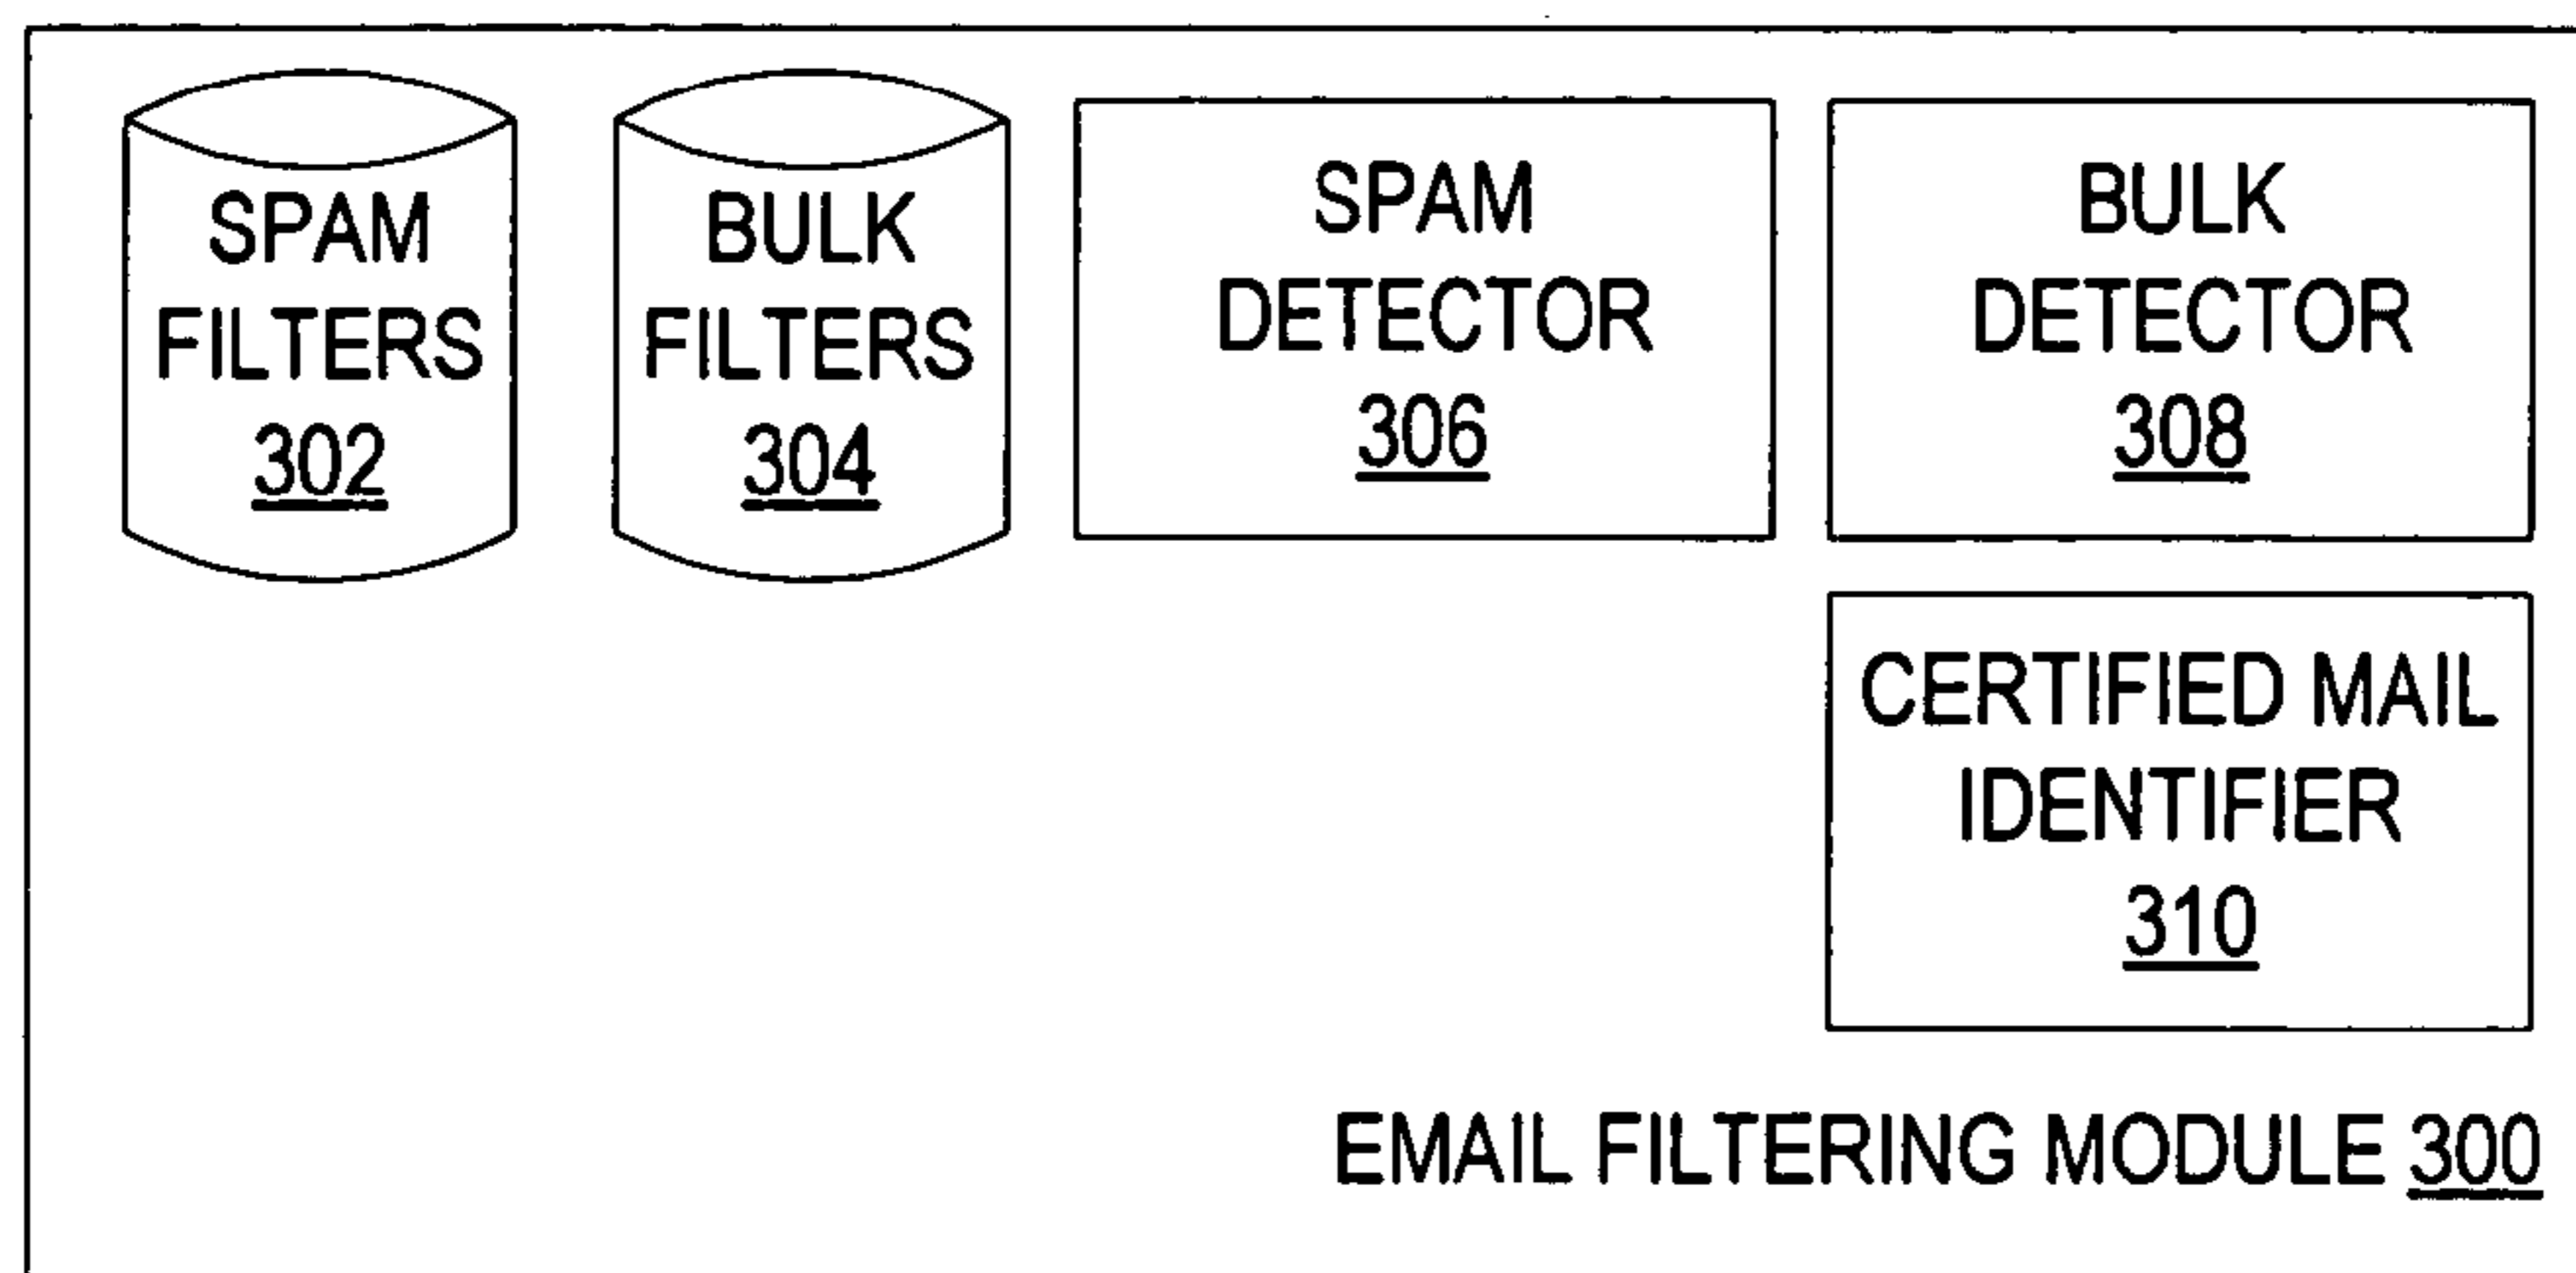 SPAM
FILTERS
302
BULK
FILTERS
304
SPAM
DETECTOR
306
BULK
DETECTOR
308
CERTIFIED MAIL
IDENTIFIER
310
EMAIL FILTERING MODULE 300